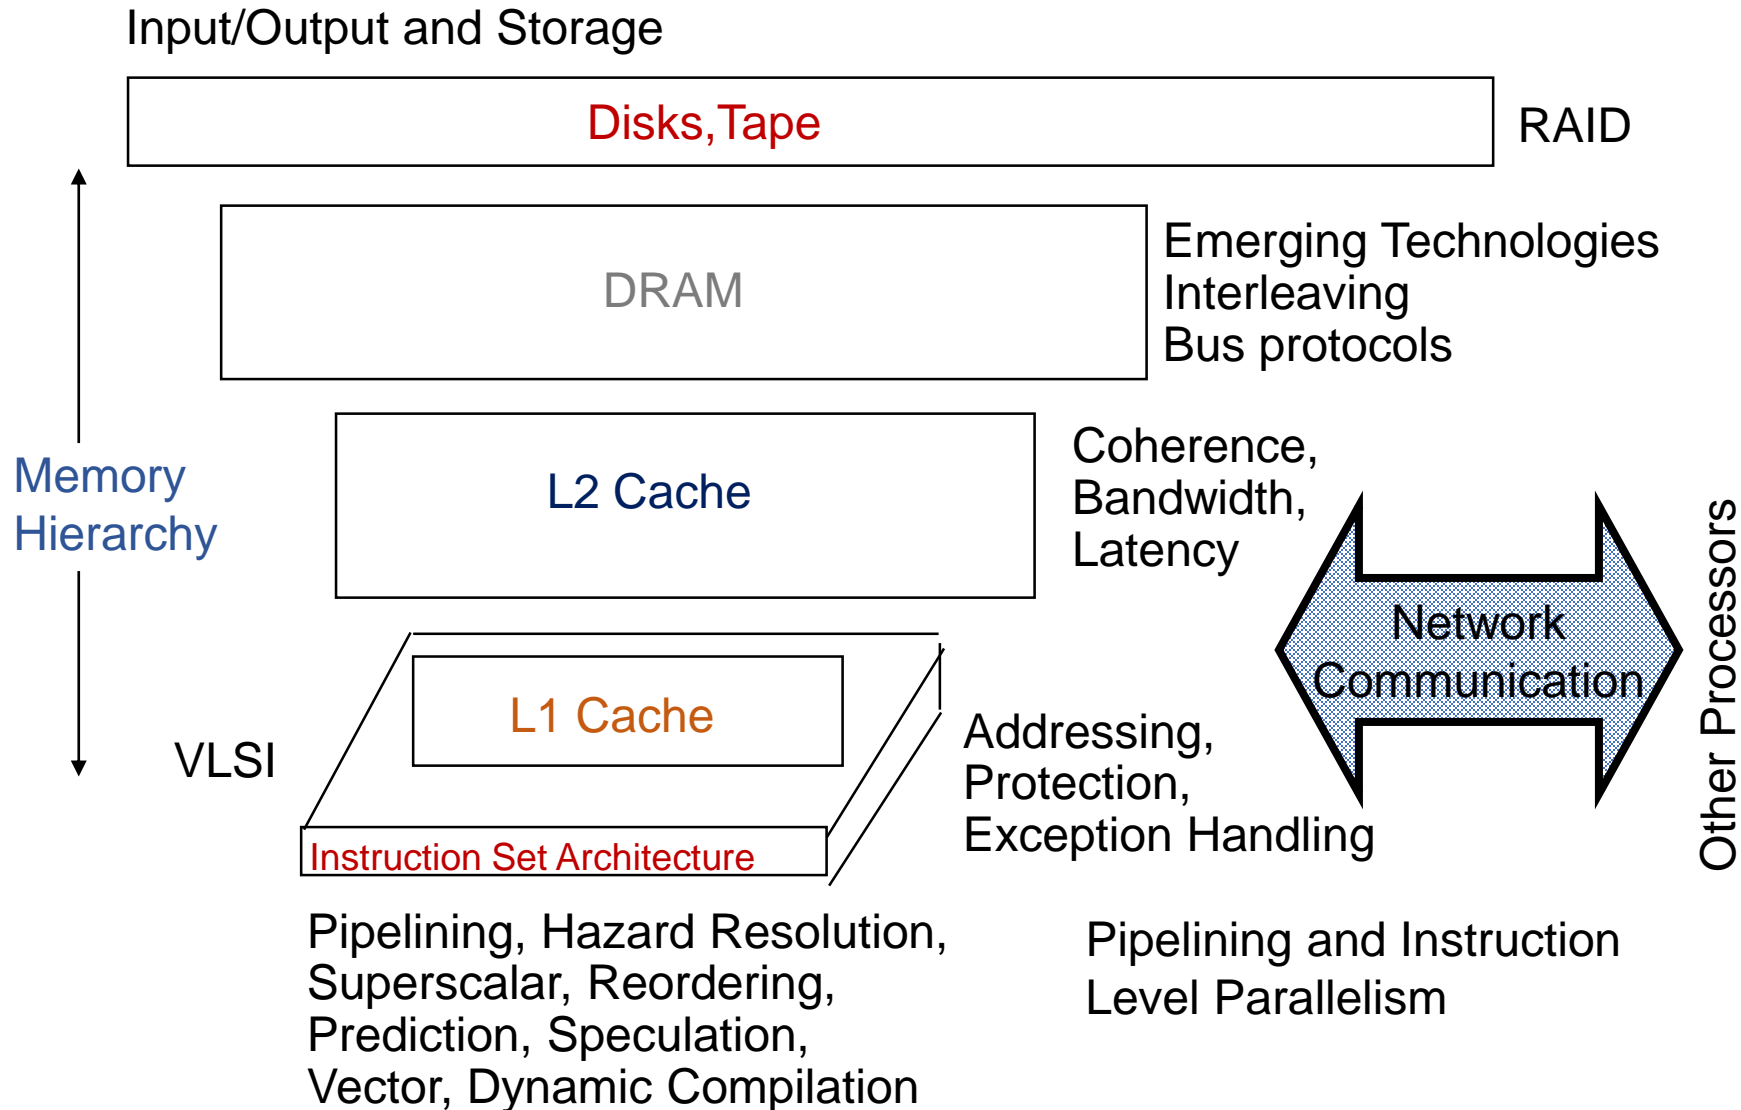 Input/Output and Storage
Disks,Tape
RAID
DRAM
Emerging Technologies
Interleaving
Bus protocols
Memory
Hierarchy
L2 Cache
Coherence,
Bandwidth,
Latency
Network
Communication
Other Processors
L1 Cache
VLSI
Addressing,
Protection,
Exception Handling
Instruction Set Architecture
Pipelining, Hazard Resolution,
Superscalar, Reordering,
Prediction, Speculation,
Vector, Dynamic Compilation
Pipelining and Instruction
Level Parallelism